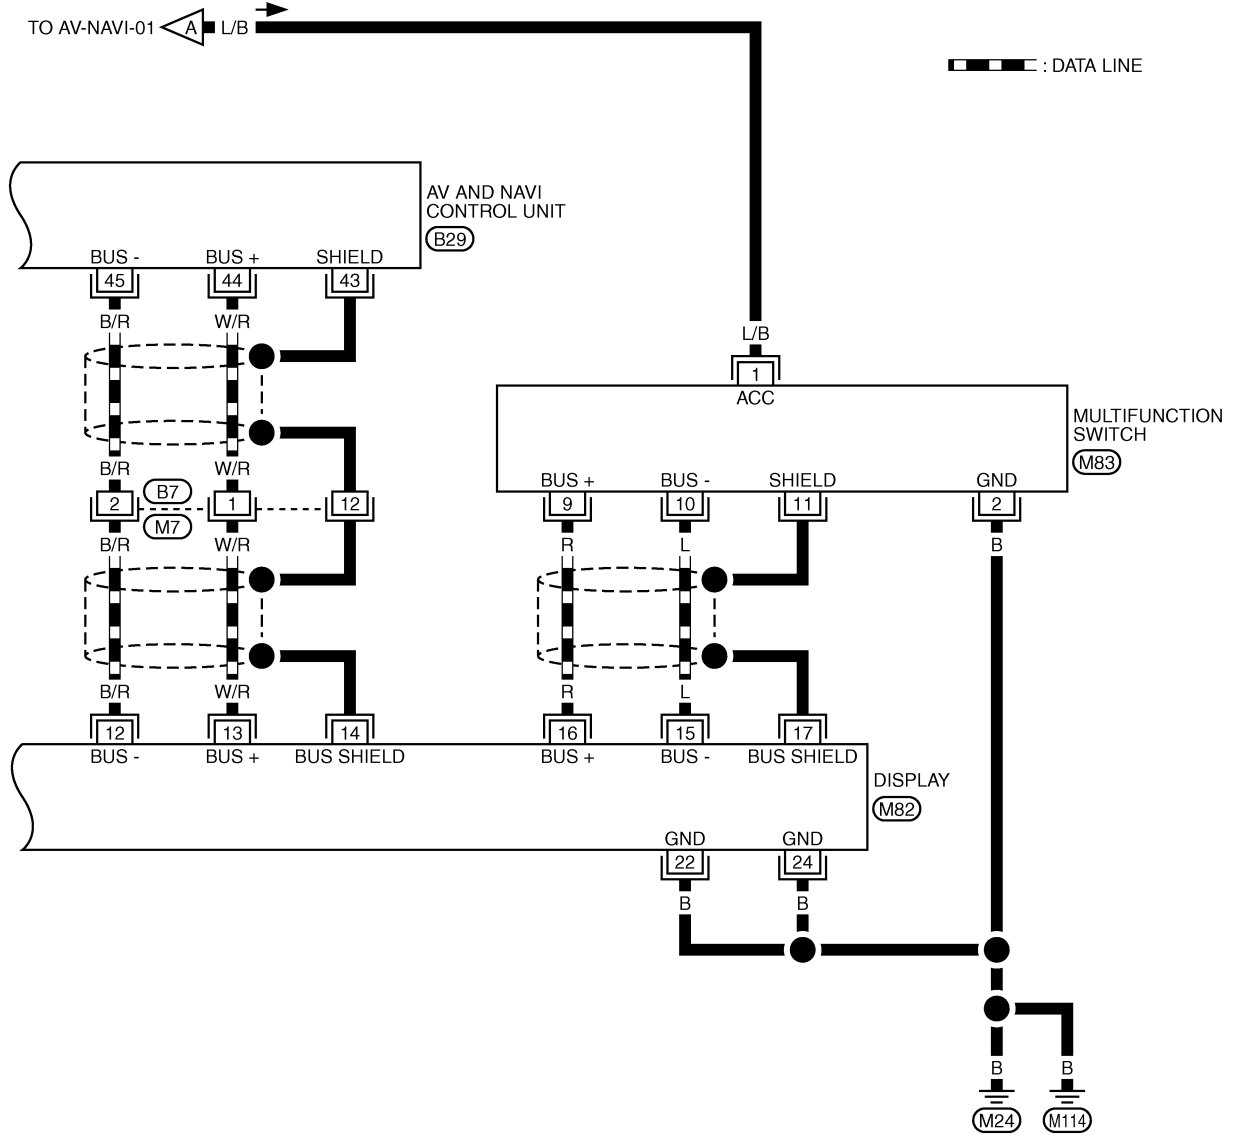 TO AV-NAVI-01 A L/B
: DATA LINE
AV AND NAVI
CONTROL UNIT
B29
BUS - BUS + SHIELD
45 44 43
B/R W/R
L/B
1
ACC
MULTIFUNCTION
SWITCH
M83
B/R W/R
BUS + BUS - SHIELD GND
2 B7 1 12
M7
9 10 11 2
B/R W/R
R L B
B/R W/R R L
12 13 14 16 15 17
BUS - BUS + BUS SHIELD BUS + BUS - BUS SHIELD
DISPLAY
M82
GND GND
22 24
B B
B B
M24 M114